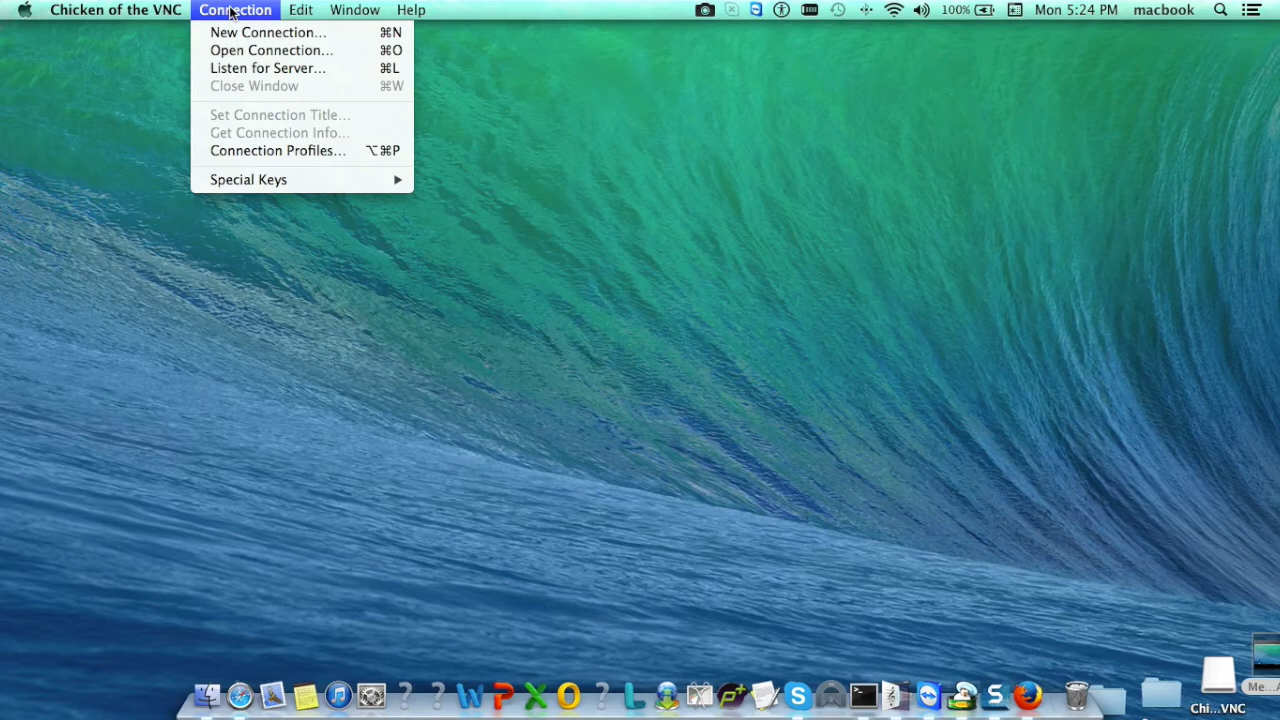 Chicken of the VNC Connection Edit Window Help 100% Mon 5:24 PM macbook
New Connection... ⌘N
Open Connection... ⌘O
Listen for Server... ⌘L
Close Window ⌘W
Set Connection Title...
Get Connection Info...
Connection Profiles... ⌥⌘P
Special Keys
Me...
Chi...VNC